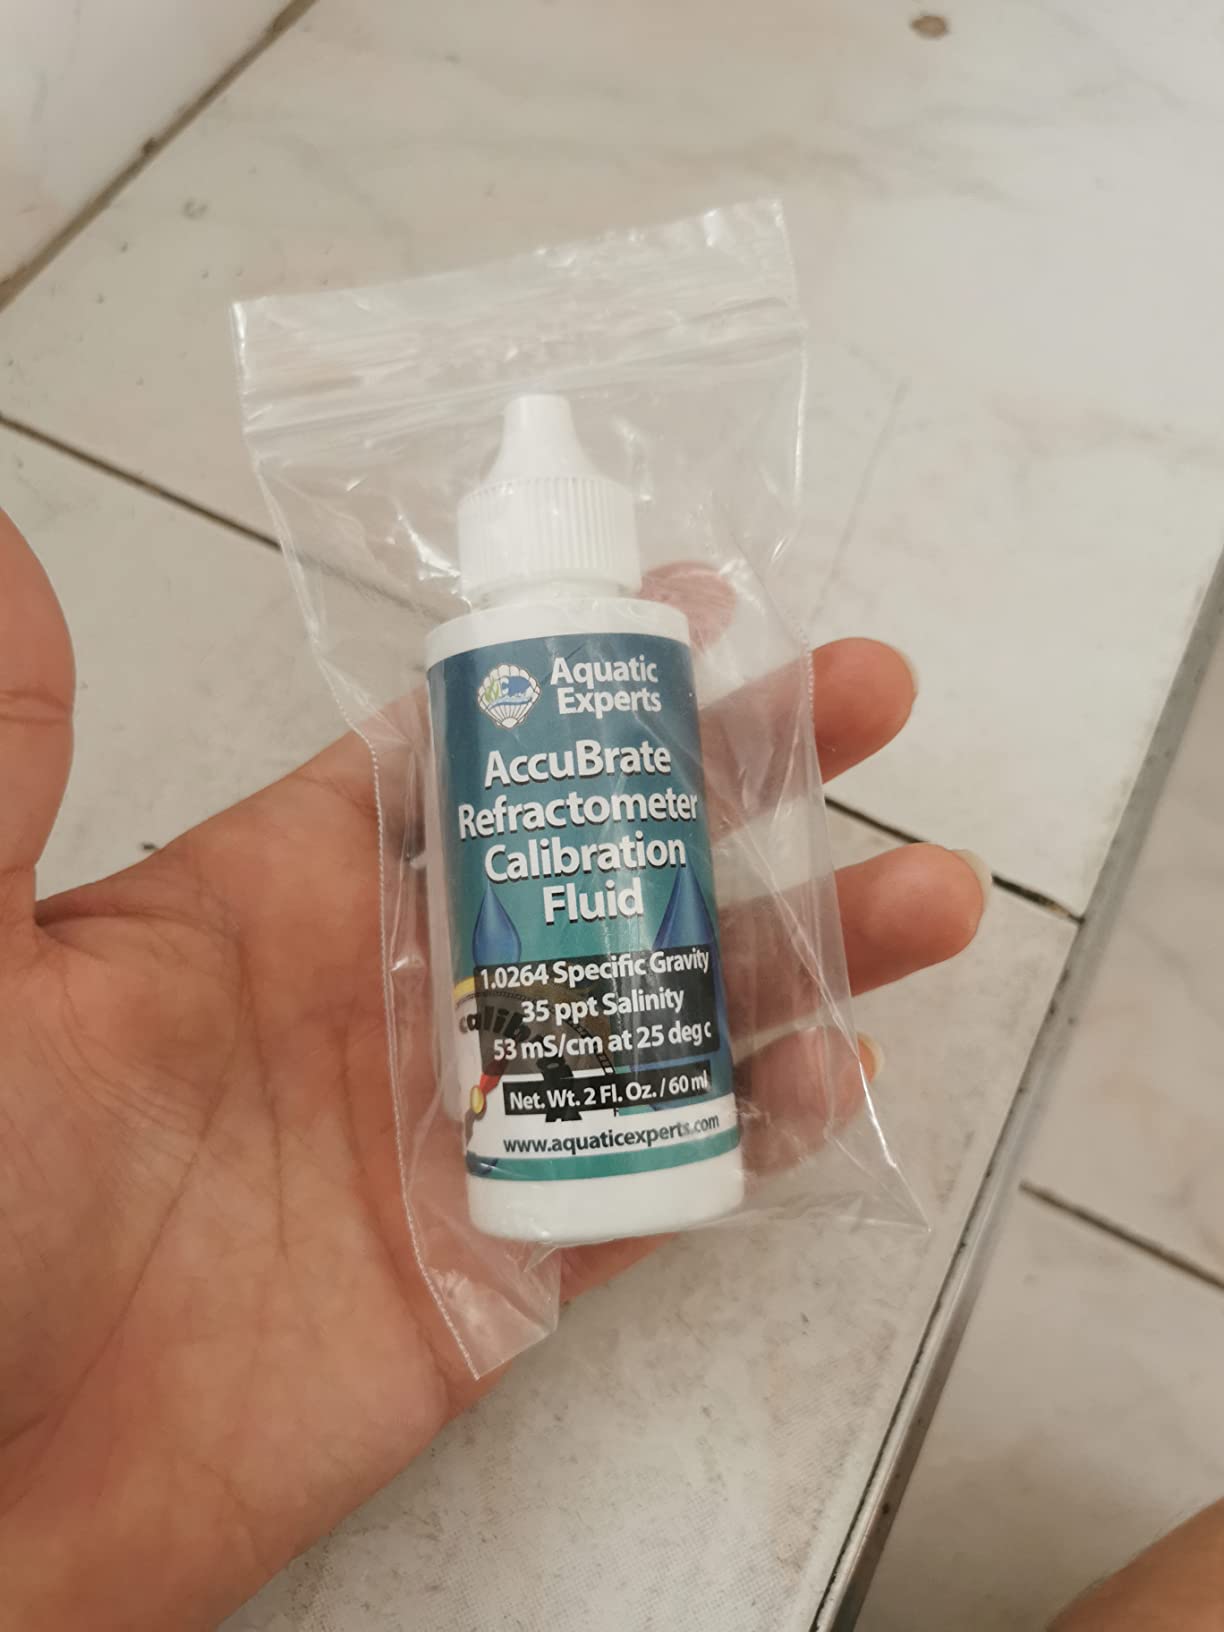 Aquatic
Experts
AccuBrate
Refractometer
Calibration
Fluid
1.0264 Specific Gravity
35 ppt Salinity
53 mS/cm at 25 deg c
Net. Wt. 2 Fl. Oz. / 60 ml
www.aquaticexperts.com